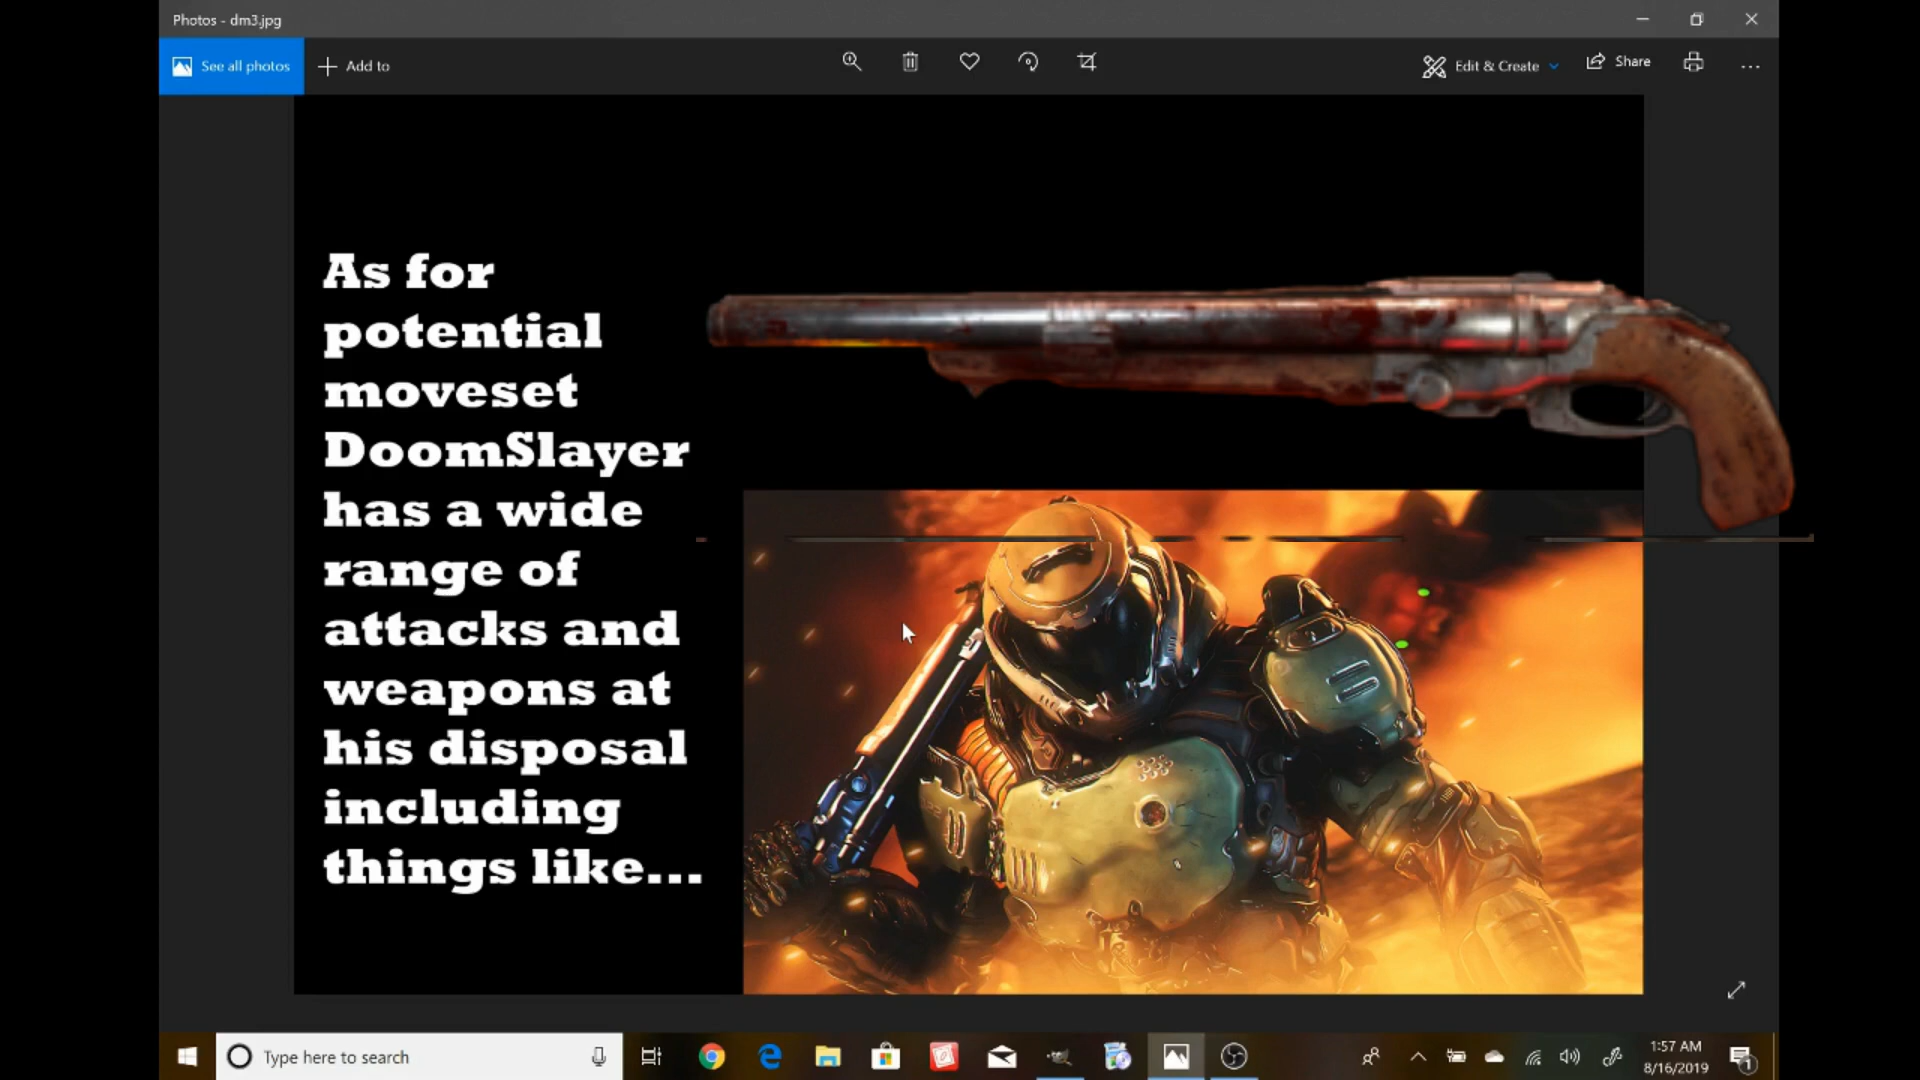 Photos - dm3.jpg
See all photos
Add to
Edit & Create
Share
As for
potential
moveset
DoomSlayer
has a wide
range of
attacks and
weapons at
his disposal
including
things like...
Type here to search
1:57 AM
8/16/2019
1